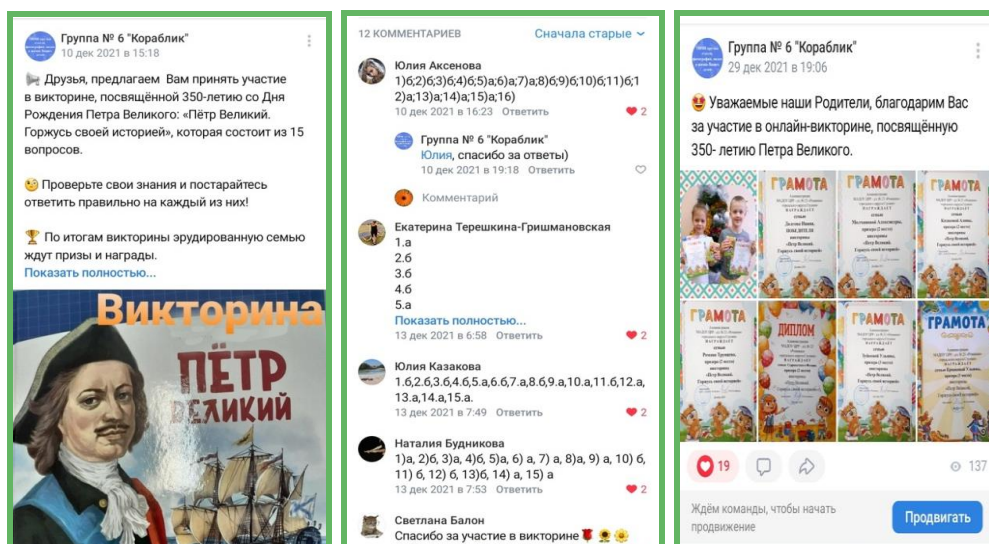 Группа № 6 "Кораблик"
10 дек 2021 в 15:18
Друзья, предлагаем Вам принять участие
в викторине, посвящённой 350-летию со Дня
Рождения Петра Великого: «Пётр Великий.
Горжусь своей историей», которая состоит из 15
вопросов.
Проверьте свои знания и постарайтесь
ответить правильно на каждый из них!
По итогам викторины эрудированную семью
ждут призы и награды.
Показать полностью...
Викторина
ПЁТР
ВЕЛИКИЙ
12 КОММЕНТАРИЕВ
Сначала старые
Юлия Аксенова
1)б;2)б;3)б;4)б;5)а;6)а;7)а;8)б;9)б;10)б;11)б;1
2)а;13)а;14)а;15)а;16)
10 дек 2021 в 16:23 Ответить 2
Группа № 6 "Кораблик"
Юлия, спасибо за ответы)
10 дек 2021 в 19:18 Ответить
Комментарий
Екатерина Терешкина-Гришмановская
1.а
2.б
3.б
4.б
5.а
Показать полностью...
13 дек 2021 в 6:58 Ответить 2
Юлия Казакова
1.б,2.б,3.б,4.б,5.а,6.б,7.а,8.б,9.а,10.а,11.б,12.а,
13.а,14.а,15.а.
13 дек 2021 в 7:49 Ответить 2
Наталия Будникова
1)а, 2)б, 3)а, 4)б, 5)а, 6) а, 7) а, 8)а, 9) а, 10) б,
11) б, 12) б, 13)б, 14) а, 15) а
13 дек 2021 в 7:53 Ответить 2
Светлана Балон
Спасибо за участие в викторине
Группа № 6 "Кораблик"
29 дек 2021 в 19:06
Уважаемые наши Родители, благодарим Вас
за участие в онлайн-викторине, посвящённую
350- летию Петра Великого.
ГРАМОТА
ГРАМОТА
ГРАМОТА
ГРАМОТА
ДИПЛОМ
ГРАМОТА
ГРАМОТА
19
137
Ждём команды, чтобы начать
продвижение
Продвигать